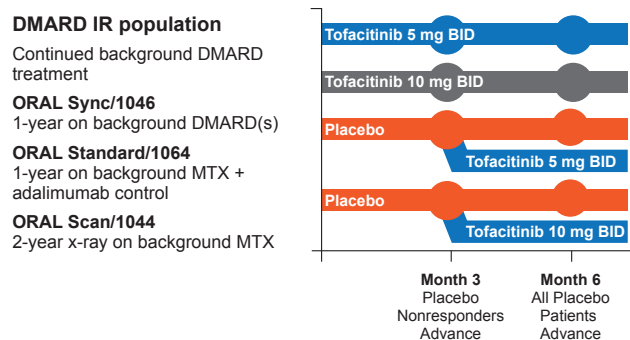 DMARD IR population
Continued background DMARD
treatment
ORAL Sync/1046
1-year on background DMARD(s)
ORAL Standard/1064
1-year on background MTX +
adalimumab control
ORAL Scan/1044
2-year x-ray on background MTX
Tofacitinib 5 mg BID
Tofacitinib 10 mg BID
Placebo
Tofacitinib 5 mg BID
Placebo
Tofacitinib 10 mg BID
Month 3
Placebo
Nonresponders
Advance
Month 6
All Placebo
Patients
Advance